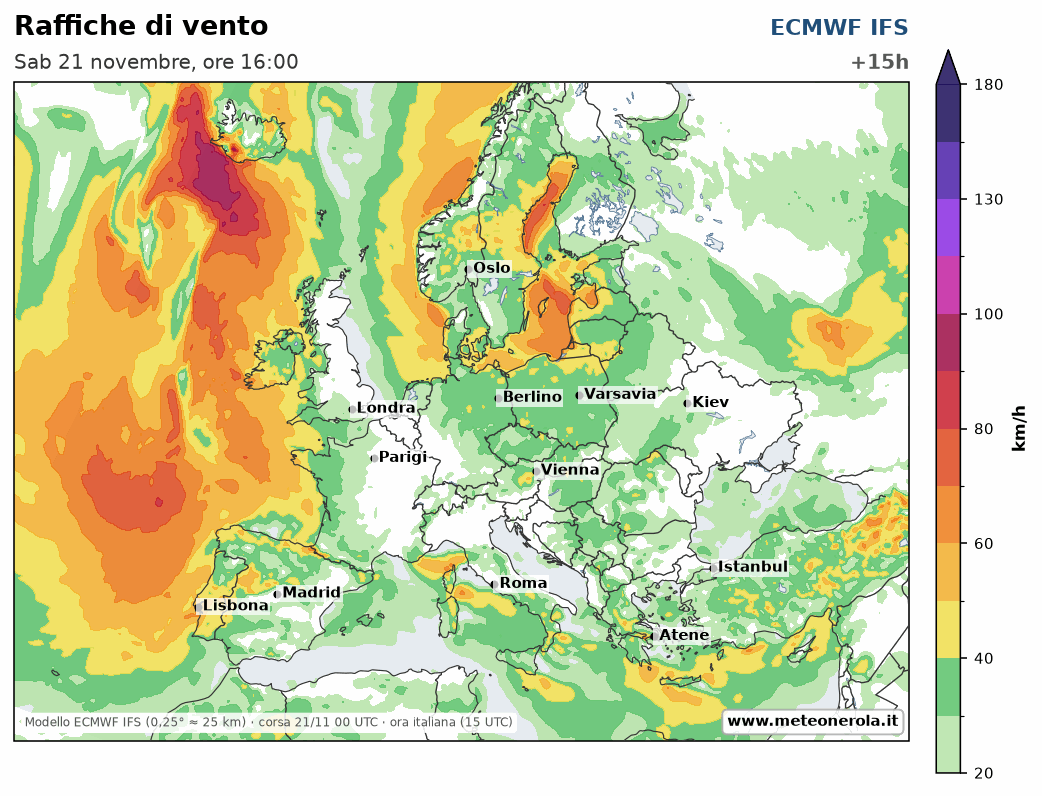 Raffiche di vento
ECMWF IFS
Sab 21 novembre, ore 16:00
+15h
180
130
100
80
60
40
20
km/h
Oslo
Berlino
Varsavia
Kiev
Londra
Parigi
Vienna
Istanbul
Roma
Madrid
Lisbona
Atene
Modello ECMWF IFS (0,25° ≈ 25 km) · corsa 21/11 00 UTC · ora italiana (15 UTC)
www.meteonerola.it